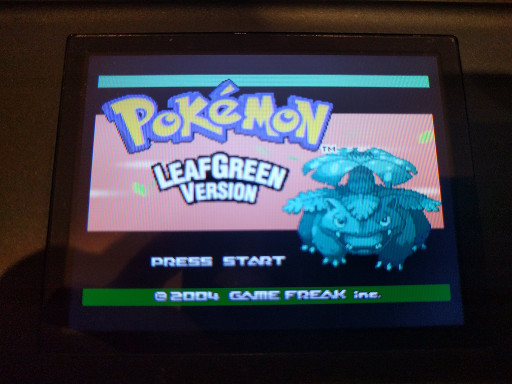 POKéMON
TM
LEAFGREEN
VERSION
PRESS START
©2004 GAME FREAK inc.